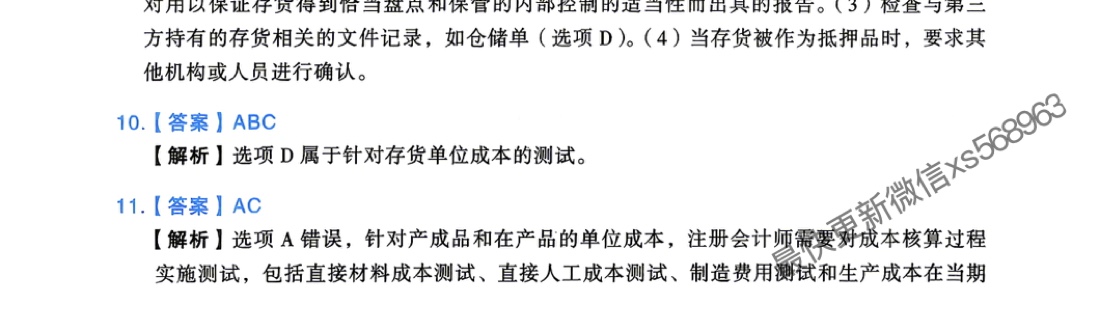 对用以保证存货得到恰当盘点和保管的内部控制的适当性而出具的报告。（3）检查与第三
方持有的存货相关的文件记录，如仓储单（选项 D）。（4）当存货被作为抵押品时，要求其
他机构或人员进行确认。
10.【答案】ABC
【解析】选项 D 属于针对存货单位成本的测试。
11.【答案】AC
【解析】选项 A 错误，针对产成品和在产品的单位成本，注册会计师需要对成本核算过程
实施测试，包括直接材料成本测试、直接人工成本测试、制造费用测试和生产成本在当期
最快更新微信xs568963